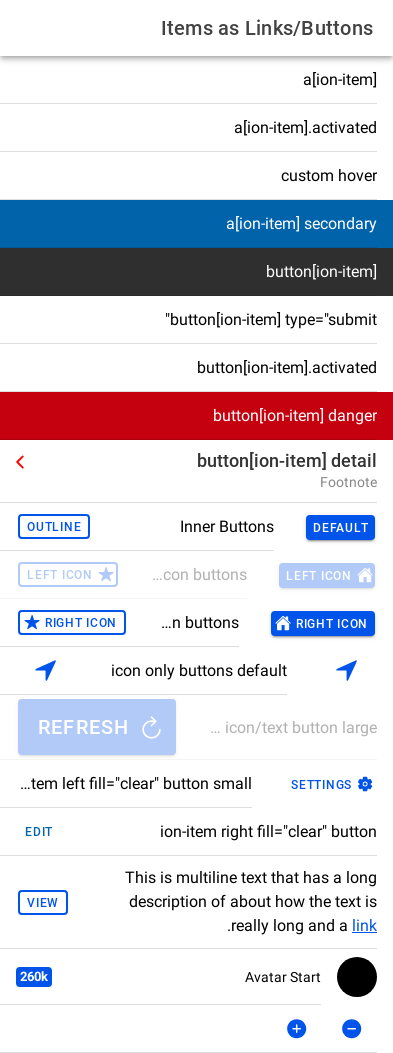 Items as Links/Buttons
a[ion-item]
a[ion-item].activated
custom hover
a[ion-item] secondary
button[ion-item]
"button[ion-item] type="submit
button[ion-item].activated
button[ion-item] danger
button[ion-item] detail
Footnote
DEFAULT
Inner Buttons
OUTLINE
LEFT ICON
...con buttons
LEFT ICON
RIGHT ICON
...n buttons
RIGHT ICON
icon only buttons default
... icon/text button large
REFRESH
SETTINGS
...tem left fill="clear" button small
ion-item right fill="clear" button
EDIT
This is multiline text that has a long
description of about how the text is
.really long and a link
VIEW
Avatar Start
260k